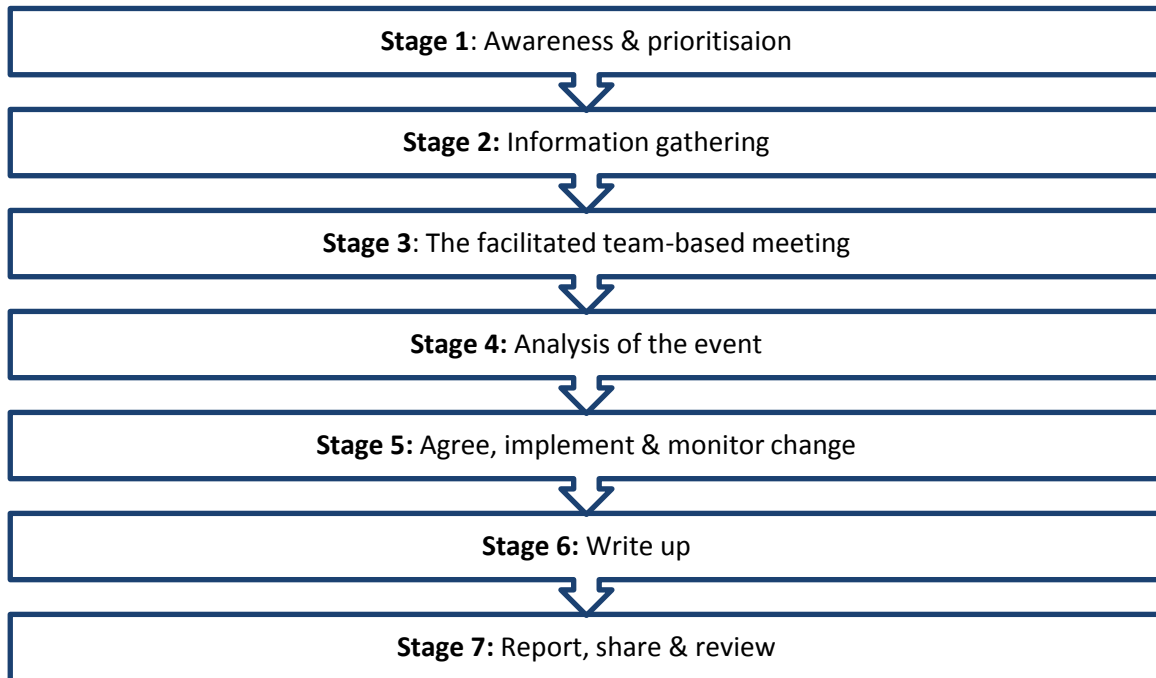 Stage 1: Awareness & prioritisaion
Stage 2: Information gathering
Stage 3: The facilitated team-based meeting
Stage 4: Analysis of the event
Stage 5: Agree, implement & monitor change
Stage 6: Write up
Stage 7: Report, share & review